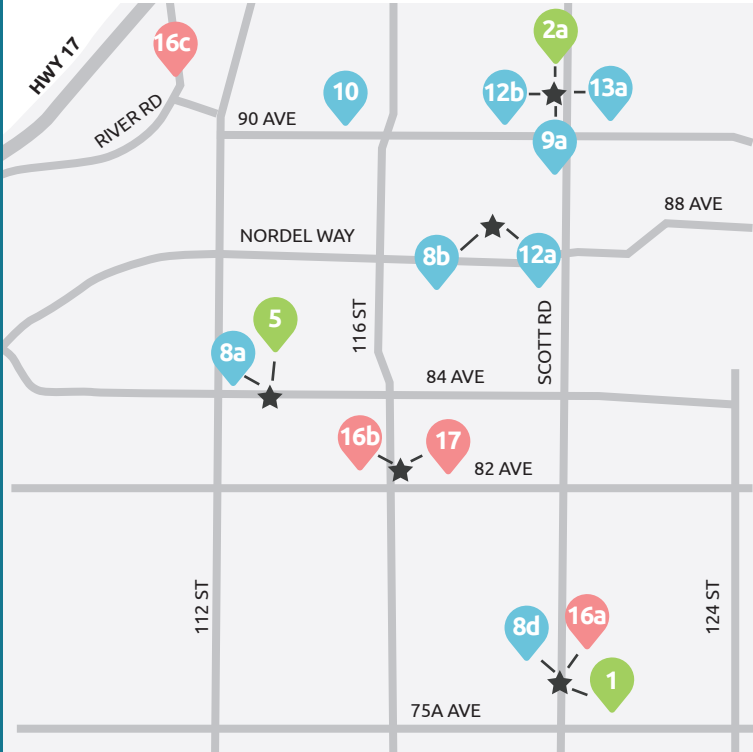 2a
16c
HWY 17
10
12b
13a
RIVER RD
90 AVE
9a
88 AVE
NORDEL WAY
8b
12a
5
116 ST
SCOTT RD
8a
84 AVE
16b
17
82 AVE
112 ST
124 ST
8d
16a
1
75A AVE